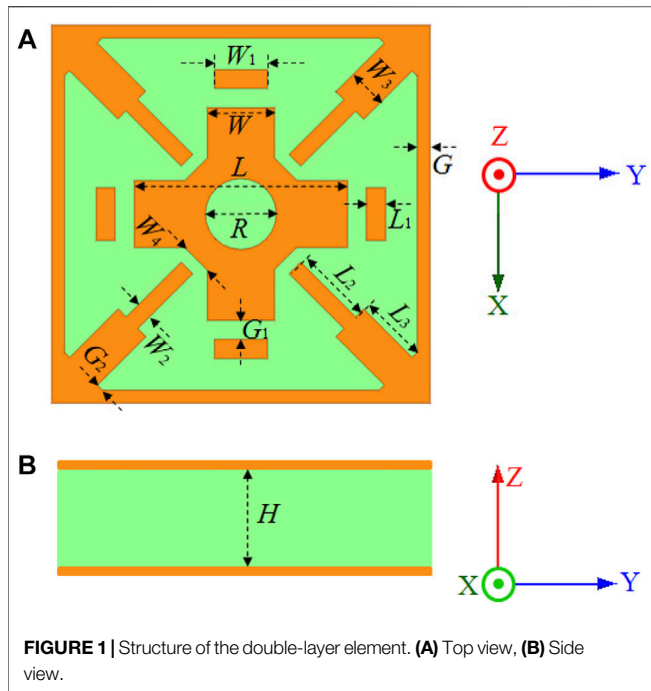 A
W₁
W₃
W
Z
G
Y
L
R
L₁
W₄
X
L₂
L₃
G₁
G₂
W₂
B
Z
H
X
Y
FIGURE 1 | Structure of the double-layer element. (A) Top view, (B) Side
view.